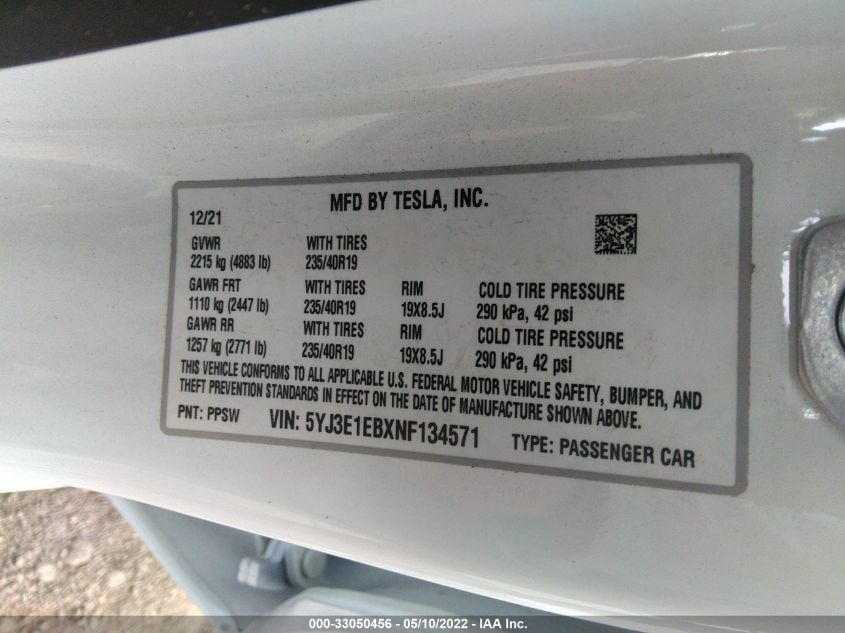 MFD BY TESLA, INC.
12/21
GVWR WITH TIRES
2215 kg (4883 lb) 235/40R19
GAWR FRT WITH TIRES RIM COLD TIRE PRESSURE
1110 kg (2447 lb) 235/40R19 19X8.5J 290 kPa, 42 psi
GAWR RR WITH TIRES RIM COLD TIRE PRESSURE
1257 kg (2771 lb) 235/40R19 19X8.5J 290 kPa, 42 psi
THIS VEHICLE CONFORMS TO ALL APPLICABLE U.S. FEDERAL MOTOR VEHICLE SAFETY, BUMPER, AND
THEFT PREVENTION STANDARDS IN EFFECT ON THE DATE OF MANUFACTURE SHOWN ABOVE.
PNT: PPSW VIN: 5YJ3E1EBXNF134571 TYPE: PASSENGER CAR
000-33050456 - 05/10/2022 - IAA Inc.